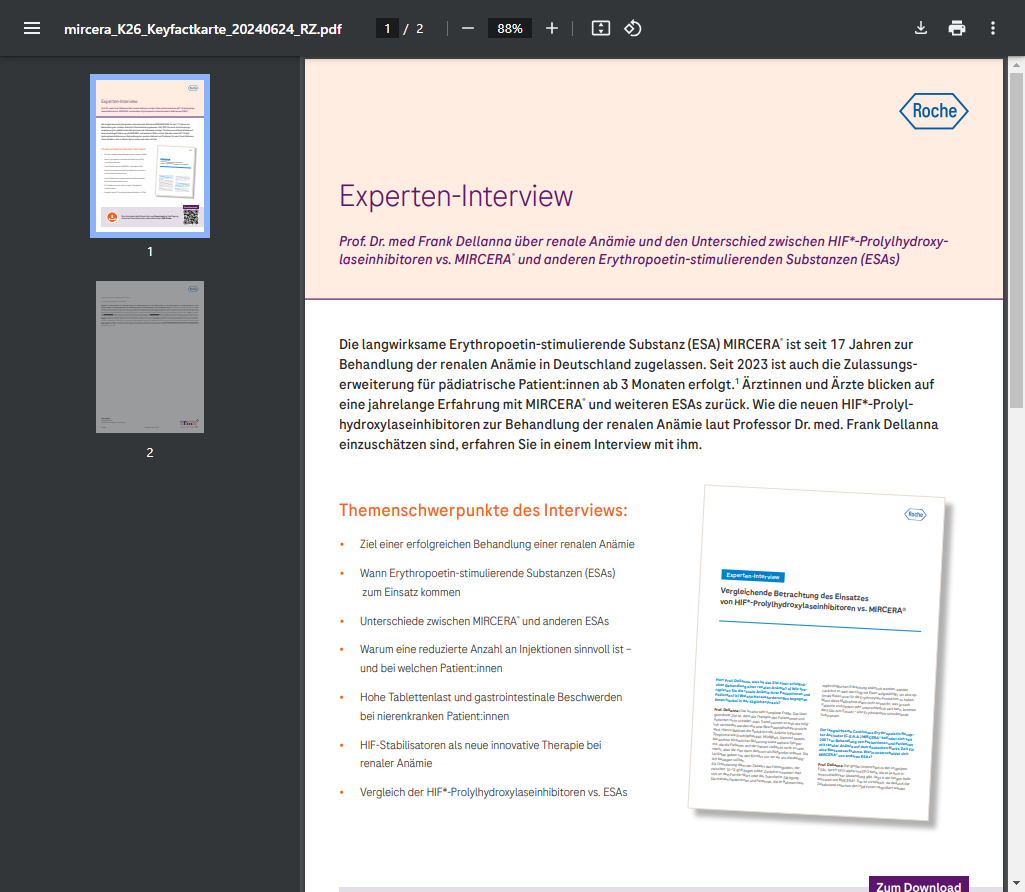 mircera_K26_Keyfactkarte_20240624_RZ.pdf
1 / 2
88%
1
2
Roche
Experten-Interview
Prof. Dr. med Frank Dellanna über renale Anämie und den Unterschied zwischen HIF*-Prolylhydroxy-
laseinhibitoren vs. MIRCERA® und anderen Erythropoetin-stimulierenden Substanzen (ESAs)
Die langwirksame Erythropoetin-stimulierende Substanz (ESA) MIRCERA® ist seit 17 Jahren zur
Behandlung der renalen Anämie in Deutschland zugelassen. Seit 2023 ist auch die Zulassungs-
erweiterung für pädiatrische Patient:innen ab 3 Monaten erfolgt.¹ Ärztinnen und Ärzte blicken auf
eine jahrelange Erfahrung mit MIRCERA® und weiteren ESAs zurück. Wie die neuen HIF*-Prolyl-
hydroxylaseinhibitoren zur Behandlung der renalen Anämie laut Professor Dr. med. Frank Dellanna
einzuschätzen sind, erfahren Sie in einem Interview mit ihm.
Themenschwerpunkte des Interviews:
• Ziel einer erfolgreichen Behandlung einer renalen Anämie
• Wann Erythropoetin-stimulierende Substanzen (ESAs)
zum Einsatz kommen
• Unterschiede zwischen MIRCERA® und anderen ESAs
• Warum eine reduzierte Anzahl an Injektionen sinnvoll ist –
und bei welchen Patient:innen
• Hohe Tablettenlast und gastrointestinale Beschwerden
bei nierenkranken Patient:innen
• HIF-Stabilisatoren als neue innovative Therapie bei
renaler Anämie
• Vergleich der HIF*-Prolylhydroxylaseinhibitoren vs. ESAs
Roche
Experten-Interview
Vergleichende Betrachtung des Einsatzes
von HIF*-Prolylhydroxylaseinhibitoren vs. MIRCERA®
Zum Download